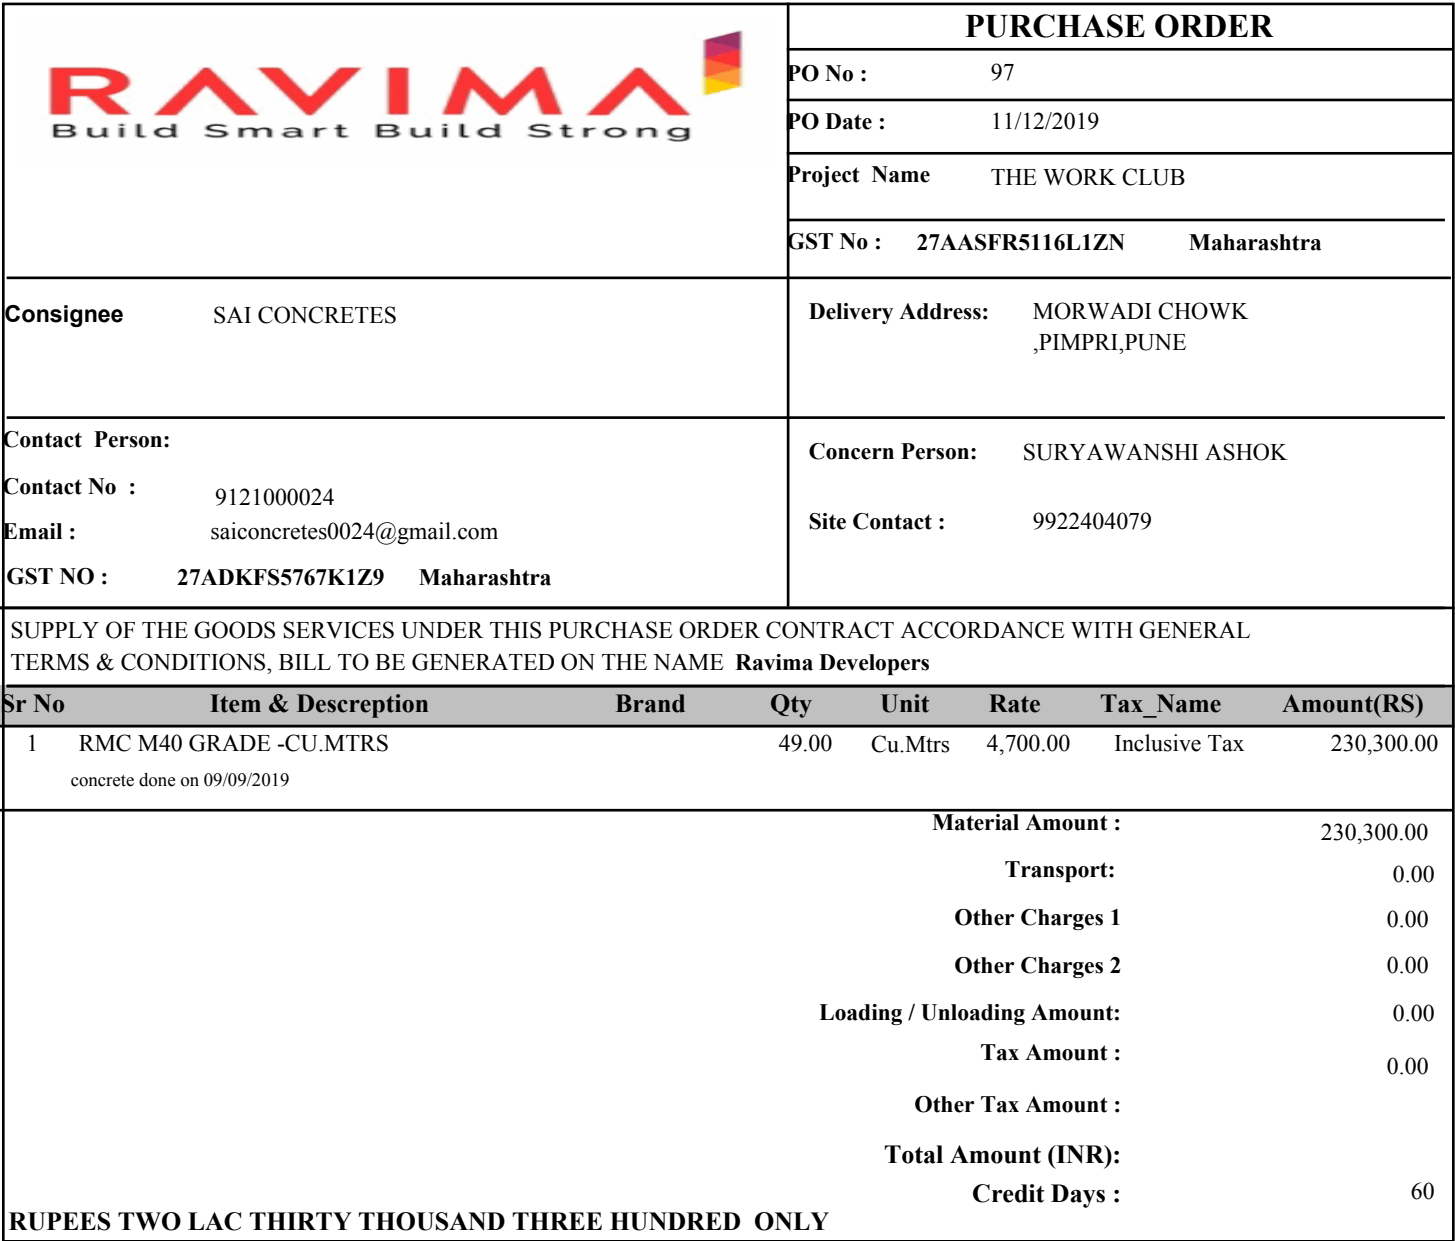 RAVIMA
Build Smart Build Strong
PURCHASE ORDER
PO No : 97
PO Date : 11/12/2019
Project Name THE WORK CLUB
GST No : 27AASFR5116L1ZN Maharashtra
Consignee SAI CONCRETES
Delivery Address: MORWADI CHOWK
,PIMPRI,PUNE
Contact Person:
Contact No : 9121000024
Email : saiconcretes0024@gmail.com
GST NO : 27ADKFS5767K1Z9 Maharashtra
Concern Person: SURYAWANSHI ASHOK
Site Contact : 9922404079
SUPPLY OF THE GOODS SERVICES UNDER THIS PURCHASE ORDER CONTRACT ACCORDANCE WITH GENERAL
TERMS & CONDITIONS, BILL TO BE GENERATED ON THE NAME Ravima Developers
Sr No Item & Descreption Brand Qty Unit Rate Tax_Name Amount(RS)
1 RMC M40 GRADE -CU.MTRS 49.00 Cu.Mtrs 4,700.00 Inclusive Tax 230,300.00
concrete done on 09/09/2019
Material Amount : 230,300.00
Transport: 0.00
Other Charges 1 0.00
Other Charges 2 0.00
Loading / Unloading Amount: 0.00
Tax Amount : 0.00
Other Tax Amount :
Total Amount (INR):
Credit Days : 60
RUPEES TWO LAC THIRTY THOUSAND THREE HUNDRED ONLY